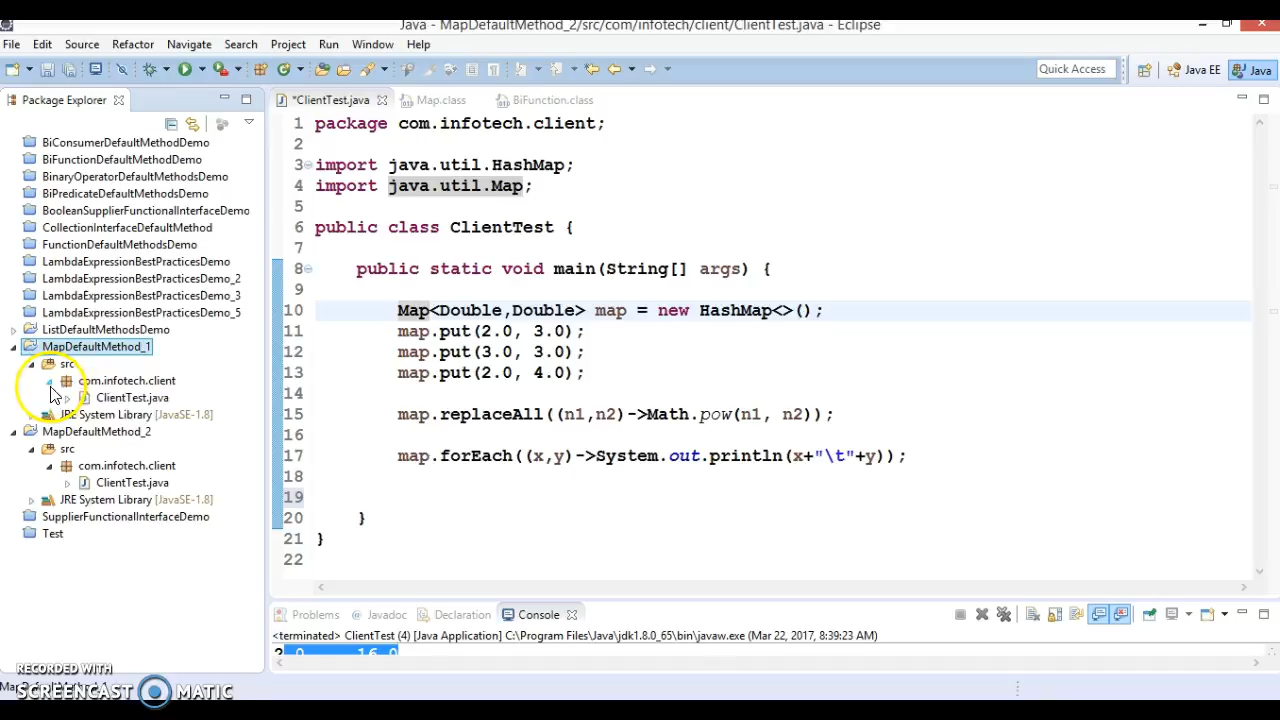 Java - MapDefaultMethod_2/src/com/infotech/client/ClientTest.java - Eclipse
File Edit Source Refactor Navigate Search Project Run Window Help
Quick Access Java EE Java
Package Explorer
BiConsumerDefaultMethodDemo
BiFunctionDefaultMethodDemo
BinaryOperatorDefaultMethodsDemo
BiPredicateDefaultMethodsDemo
BooleanSupplierFunctionalInterfaceDemo
CollectionInterfaceDefaultMethod
FunctionDefaultMethodsDemo
LambdaExpressionBestPracticesDemo
LambdaExpressionBestPracticesDemo_2
LambdaExpressionBestPracticesDemo_3
LambdaExpressionBestPracticesDemo_5
ListDefaultMethodsDemo
MapDefaultMethod_1
src
com.infotech.client
ClientTest.java
JRE System Library [JavaSE-1.8]
MapDefaultMethod_2
src
com.infotech.client
ClientTest.java
JRE System Library [JavaSE-1.8]
SupplierFunctionalInterfaceDemo
Test
*ClientTest.java Map.class BiFunction.class
1 package com.infotech.client;
2
3 import java.util.HashMap;
4 import java.util.Map;
5
6 public class ClientTest {
7
8 public static void main(String[] args) {
9
10 Map<Double,Double> map = new HashMap<>();
11 map.put(2.0, 3.0);
12 map.put(3.0, 3.0);
13 map.put(2.0, 4.0);
14
15 map.replaceAll((n1,n2)->Math.pow(n1, n2));
16
17 map.forEach((x,y)->System.out.println(x+"\t"+y));
18
19
20 }
21 }
22
Problems Javadoc Declaration Console
<terminated> ClientTest (4) [Java Application] C:\Program Files\Java\jdk1.8.0_65\bin\javaw.exe (Mar 22, 2017, 8:39:23 AM)
2.0 16.0
RECORDED WITH
SCREENCAST MATIC